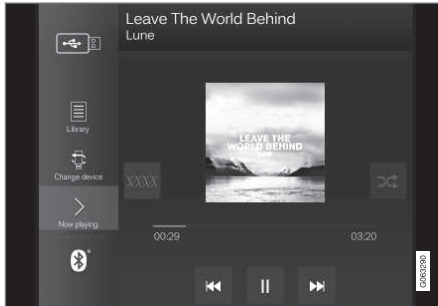 Leave The World Behind
Lune
Library
Change device
Now playing
LEAVE THE
WORLD BEHIND
LUNE
XXXX
00:29
03:20
G063290